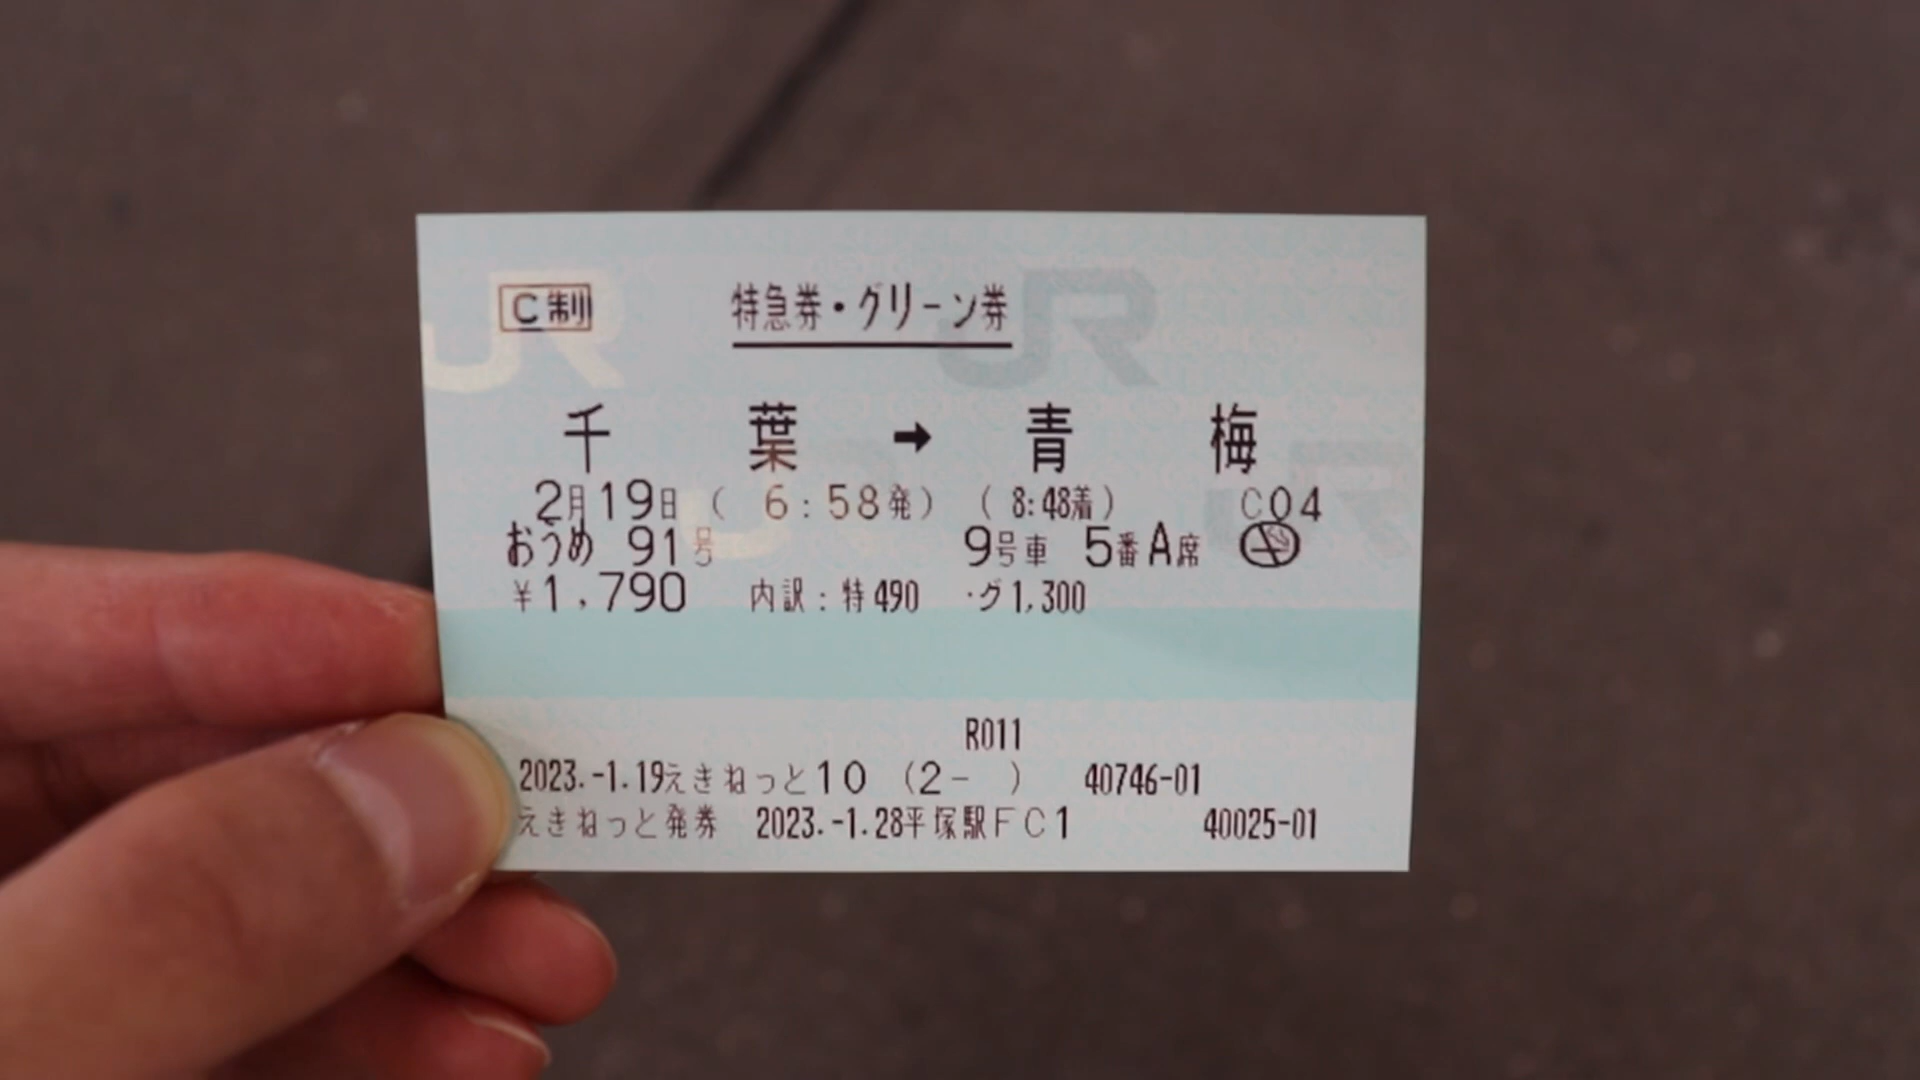 C制 特急券・グリーン券
千葉 ➡ 青梅
2月19日 ( 6:58発) (8:48着) C04
おうめ 91号 9号車 5番A席
¥1,790 内訳:特490 ・グ1,300
R011
2023.-1.19えきねっと10 (2- ) 40746-01
えきねっと発券 2023.-1.28平塚駅FC1 40025-01
JR
JR
JR